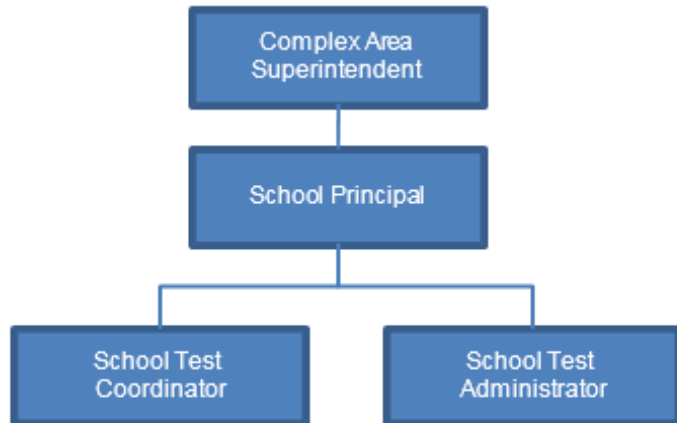 Complex Area
Superintendent
School Principal
School Test
Coordinator
School Test
Administrator